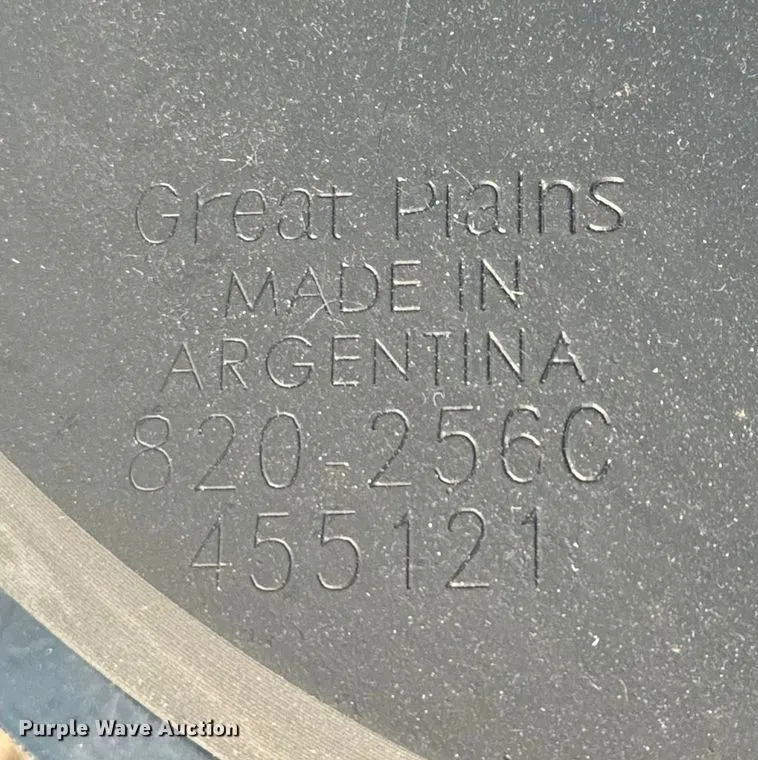 Great Plains
MADE IN
ARGENTINA
820-256C
455121
Purple Wave Auction